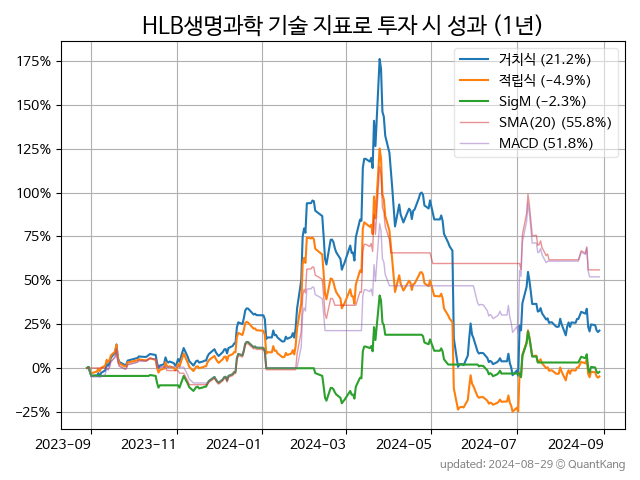 HLB생명과학 기술 지표로 투자 시 성과 (1년)
175%
150%
125%
100%
75%
50%
25%
0%
−25%
거치식 (21.2%)
적립식 (−4.9%)
SigM (−2.3%)
SMA(20) (55.8%)
MACD (51.8%)
2023-09 2023-11 2024-01 2024-03 2024-05 2024-07 2024-09
updated: 2024-08-29 © QuantKang